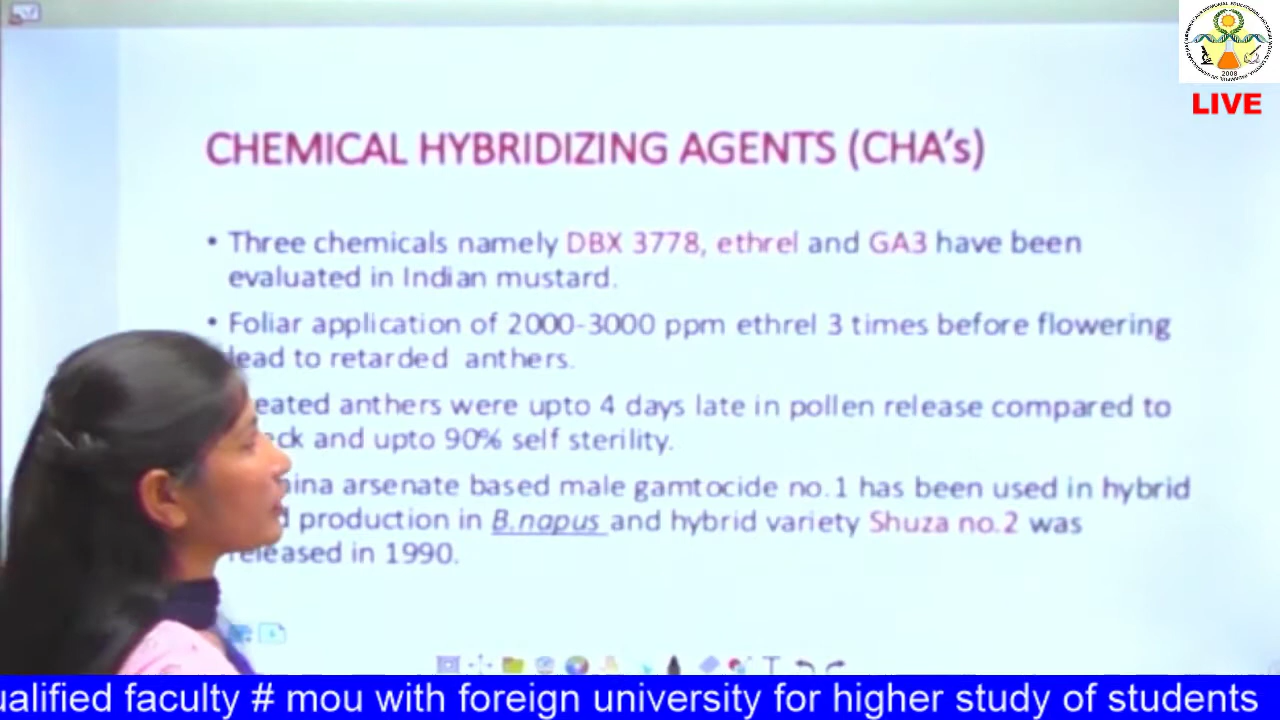 LIVE
CHEMICAL HYBRIDIZING AGENTS (CHA's)
• Three chemicals namely DBX 3778, ethrel and GA3 have been
evaluated in Indian mustard.
• Foliar application of 2000-3000 ppm ethrel 3 times before flowering
lead to retarded anthers.
eated anthers were upto 4 days late in pollen release compared to
ck and upto 90% self sterility.
ina arsenate based male gamtocide no.1 has been used in hybrid
production in B.napus and hybrid variety Shuza no.2 was
released in 1990.
2008
ualified faculty # mou with foreign university for higher study of students